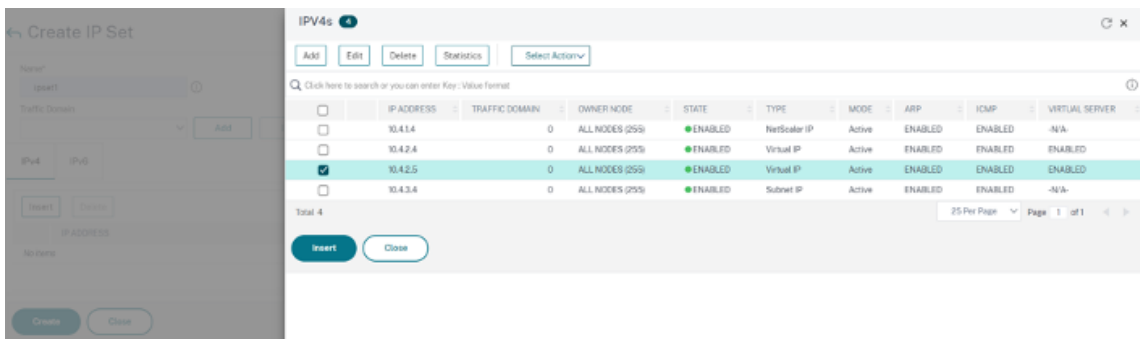 Create IP Set
Name*
ipset1
Traffic Domain
Add
IPv4 IPv6
Insert Delete
IP ADDRESS
No items
Create Close
IPV4s 4
Add Edit Delete Statistics Select Action
Click here to search or you can enter Key : Value format
IP ADDRESS TRAFFIC DOMAIN OWNER NODE STATE TYPE MODE ARP ICMP VIRTUAL SERVER
10.4.1.4 0 ALL NODES (255) ENABLED NetScaler IP Active ENABLED ENABLED -N/A-
10.4.2.4 0 ALL NODES (255) ENABLED Virtual IP Active ENABLED ENABLED ENABLED
10.4.2.5 0 ALL NODES (255) ENABLED Virtual IP Active ENABLED ENABLED ENABLED
10.4.3.4 0 ALL NODES (255) ENABLED Subnet IP Active ENABLED ENABLED -N/A-
Total 4 25 Per Page Page 1 of 1
Insert Close